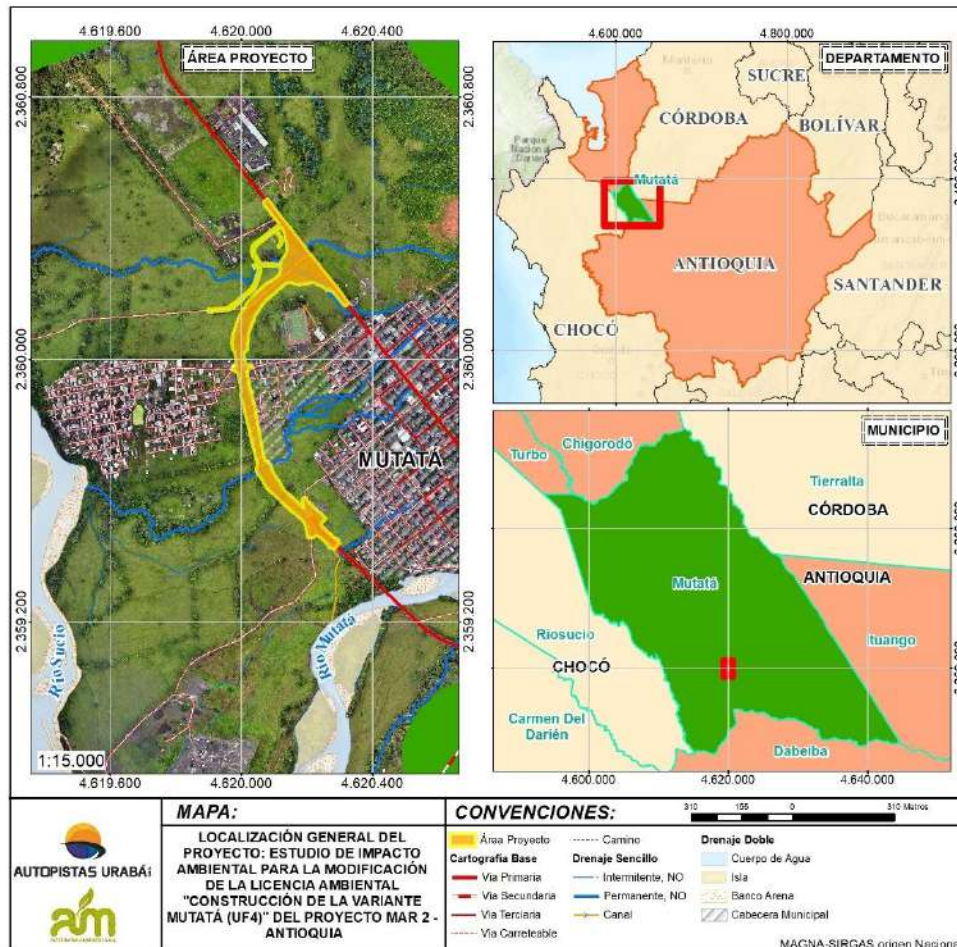 4.619.600
4.620.000
4.620.400
ÁREA PROYECTO
2.360.800
2.360.800
2.360.000
2.360.000
2.359.200
2.359.200
MUTATÁ
Río Sucio
Río Mutatá
1:15.000
4.619.600
4.620.000
4.620.400
4.600.000
4.800.000
DEPARTAMENTO
SUCRE
CÓRDOBA
BOLÍVAR
Parque
Nacional
Darién
Mutatá
ANTIOQUIA
SANTANDER
CHOCÓ
MUNICIPIO
Turbo
Chigorodo
Tierralta
CÓRDOBA
Mutatá
ANTIOQUIA
Ituango
Riosucio
CHOCÓ
Carmen Del
Darién
Dabeiba
4.600.000
4.620.000
4.640.000
AUTOPISTAS URABÁ
am
MAPA:
LOCALIZACIÓN GENERAL DEL
PROYECTO: ESTUDIO DE IMPACTO
AMBIENTAL PARA LA MODIFICACIÓN
DE LA LICENCIA AMBIENTAL
"CONSTRUCCIÓN DE LA VARIANTE
MUTATÁ (UF4)" DEL PROYECTO MAR 2 -
ANTIOQUIA
CONVENCIONES:
310 155 0 310 Metros
Área Proyecto
Cartografía Base
Vía Primaria
Vía Secundaria
Vía Terciaria
Vía Carreteable
Camino
Drenaje Sencillo
Intermitente, NO
Permanente, NO
Canal
Drenaje Doble
Cuerpo de Agua
Isla
Banco Arena
Cabecera Municipal
MAGNA-SIRGAS origen Nacional